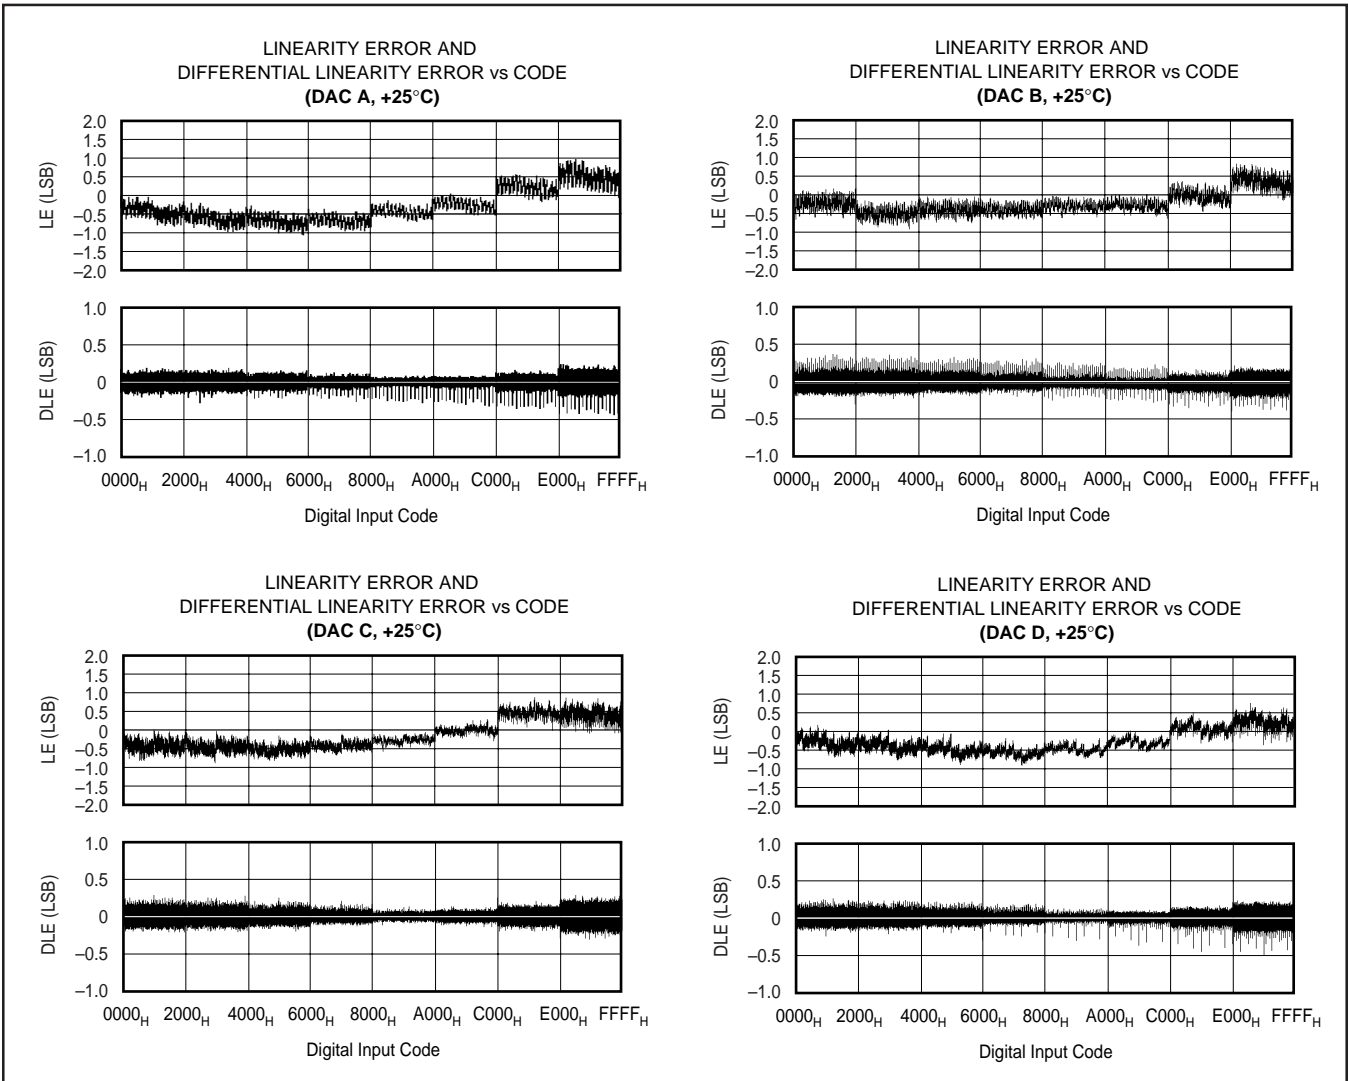 LINEARITY ERROR AND
DIFFERENTIAL LINEARITY ERROR vs CODE
(DAC A, +25°C)
LE (LSB)
2.0
1.5
1.0
0.5
0
–0.5
–1.0
–1.5
–2.0
DLE (LSB)
1.0
0.5
0
–0.5
–1.0
0000H 2000H 4000H 6000H 8000H A000H C000H E000H FFFFH
Digital Input Code
LINEARITY ERROR AND
DIFFERENTIAL LINEARITY ERROR vs CODE
(DAC B, +25°C)
LE (LSB)
2.0
1.5
1.0
0.5
0
–0.5
–1.0
–1.5
–2.0
DLE (LSB)
1.0
0.5
0
–0.5
–1.0
0000H 2000H 4000H 6000H 8000H A000H C000H E000H FFFFH
Digital Input Code
LINEARITY ERROR AND
DIFFERENTIAL LINEARITY ERROR vs CODE
(DAC C, +25°C)
LE (LSB)
2.0
1.5
1.0
0.5
0
–0.5
–1.0
–1.5
–2.0
DLE (LSB)
1.0
0.5
0
–0.5
–1.0
0000H 2000H 4000H 6000H 8000H A000H C000H E000H FFFFH
Digital Input Code
LINEARITY ERROR AND
DIFFERENTIAL LINEARITY ERROR vs CODE
(DAC D, +25°C)
LE (LSB)
2.0
1.5
1.0
0.5
0
–0.5
–1.0
–1.5
–2.0
DLE (LSB)
1.0
0.5
0
–0.5
–1.0
0000H 2000H 4000H 6000H 8000H A000H C000H E000H FFFFH
Digital Input Code